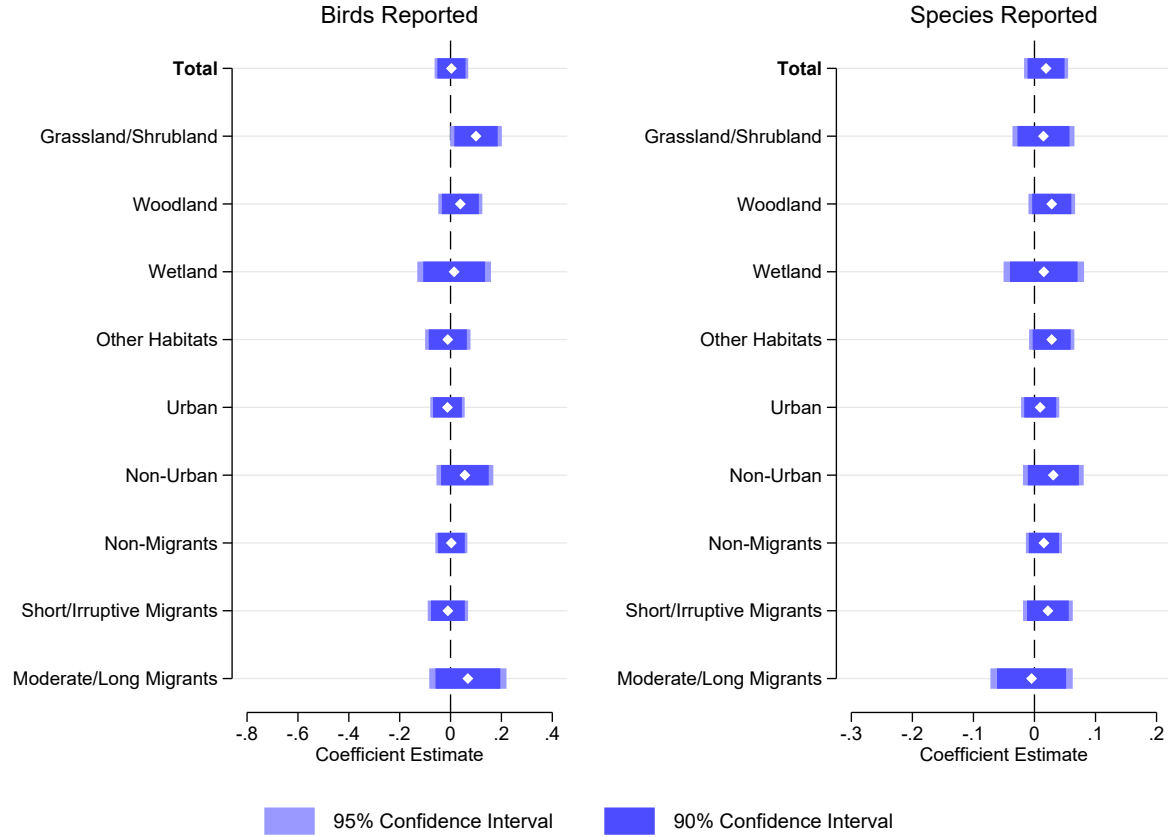 Birds Reported
Total
Grassland/Shrubland
Woodland
Wetland
Other Habitats
Urban
Non-Urban
Non-Migrants
Short/Irruptive Migrants
Moderate/Long Migrants
-.8 -.6 -.4 -.2 0 .2 .4
Coefficient Estimate
Species Reported
Total
Grassland/Shrubland
Woodland
Wetland
Other Habitats
Urban
Non-Urban
Non-Migrants
Short/Irruptive Migrants
Moderate/Long Migrants
-.3 -.2 -.1 0 .1 .2
Coefficient Estimate
95% Confidence Interval 90% Confidence Interval